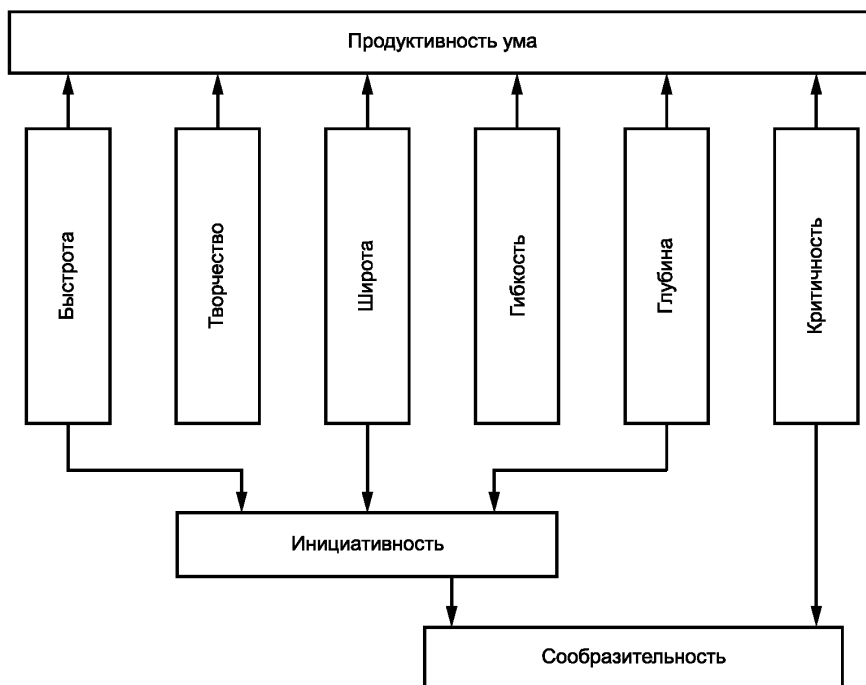 Продуктивность ума
Быстрота
Творчество
Широта
Гибкость
Глубина
Критичность
Инициативность
Сообразительность